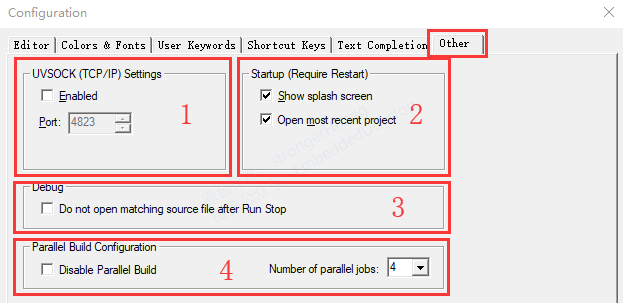 Configuration
Editor Colors & Fonts User Keywords Shortcut Keys Text Completion Other
UVSOCK (TCP/IP) Settings
Enabled
Port: 4823
1
Startup (Require Restart)
Show splash screen
Open most recent project
2
Debug
Do not open matching source file after Run Stop
3
Parallel Build Configuration
Disable Parallel Build
4
Number of parallel jobs: 4